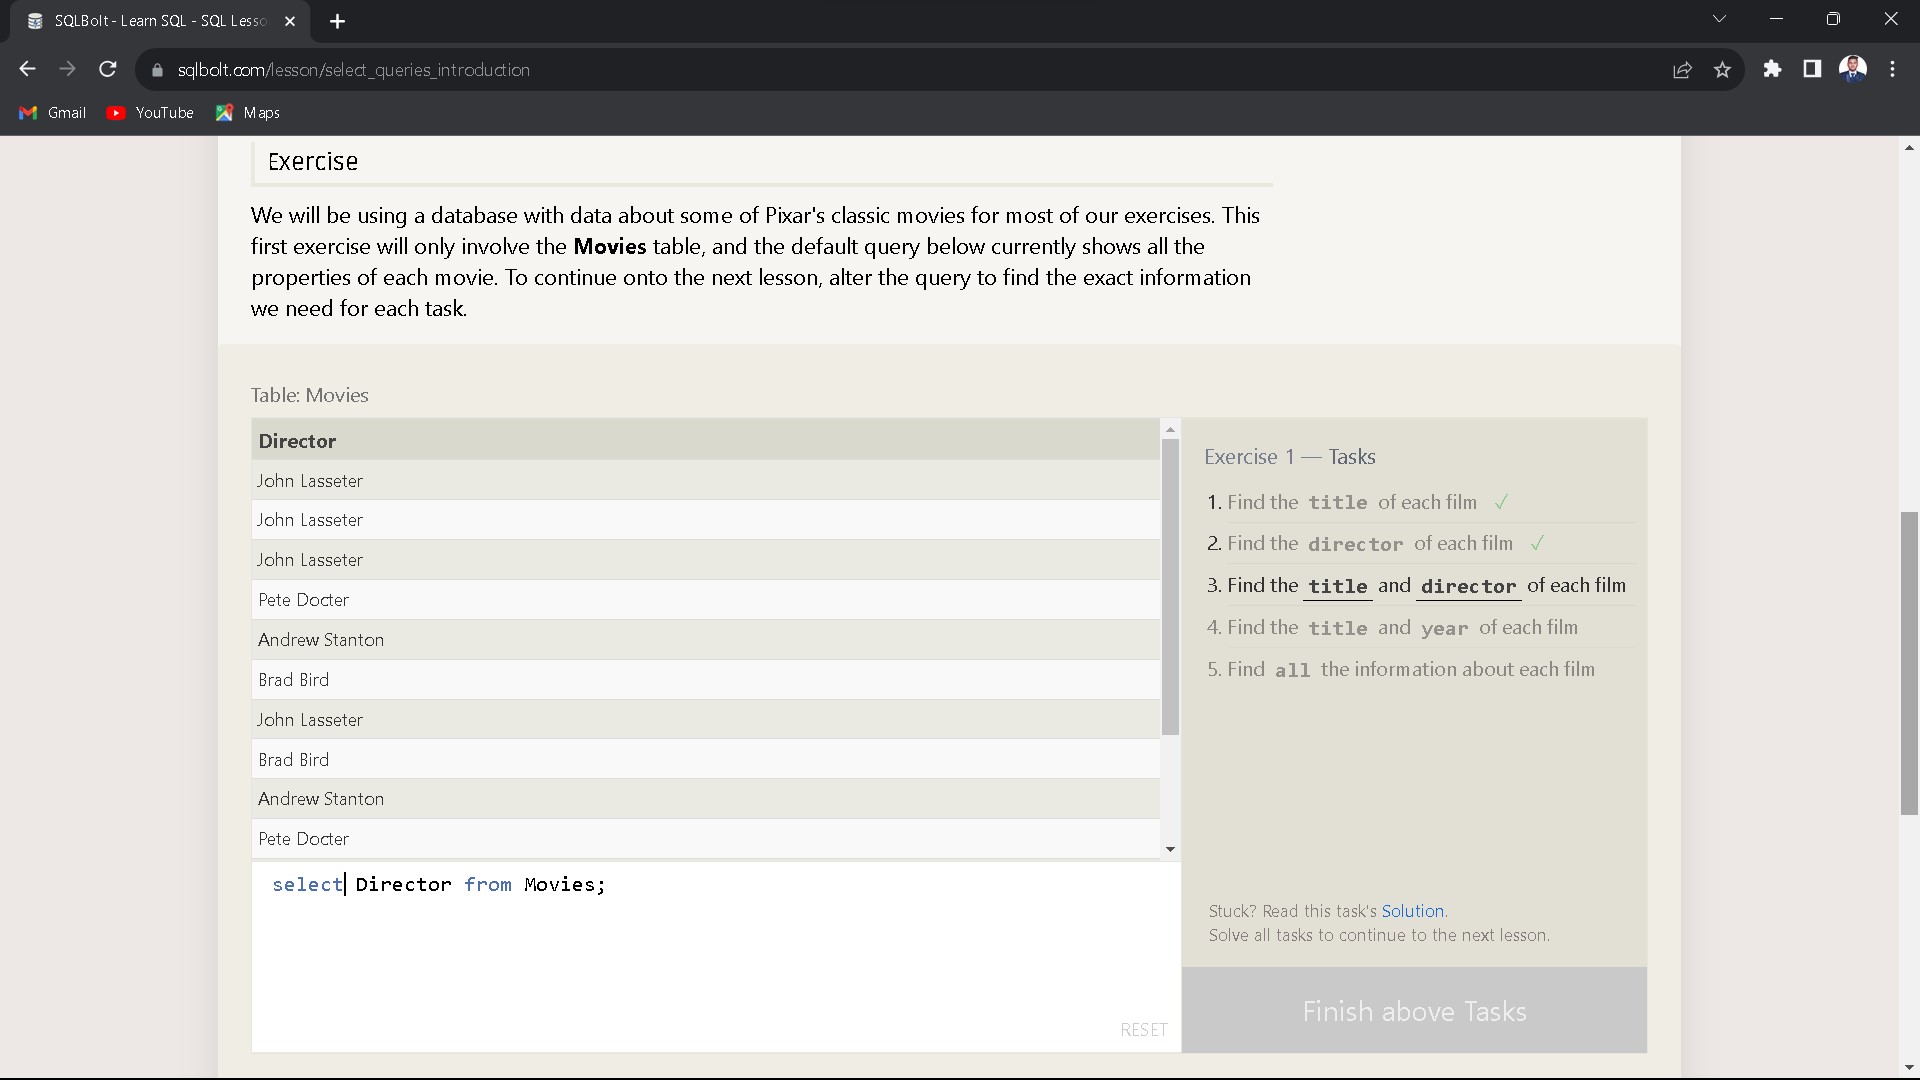 SQLBolt - Learn SQL - SQL Lesso
sqlbolt.com/lesson/select_queries_introduction
Gmail YouTube Maps
Exercise
We will be using a database with data about some of Pixar's classic movies for most of our exercises. This
first exercise will only involve the Movies table, and the default query below currently shows all the
properties of each movie. To continue onto the next lesson, alter the query to find the exact information
we need for each task.
Table: Movies
Director
John Lasseter
John Lasseter
John Lasseter
Pete Docter
Andrew Stanton
Brad Bird
John Lasseter
Brad Bird
Andrew Stanton
Pete Docter
select Director from Movies;
RESET
Exercise 1 — Tasks
1. Find the title of each film ✓
2. Find the director of each film ✓
3. Find the title and director of each film
4. Find the title and year of each film
5. Find all the information about each film
Stuck? Read this task's Solution.
Solve all tasks to continue to the next lesson.
Finish above Tasks